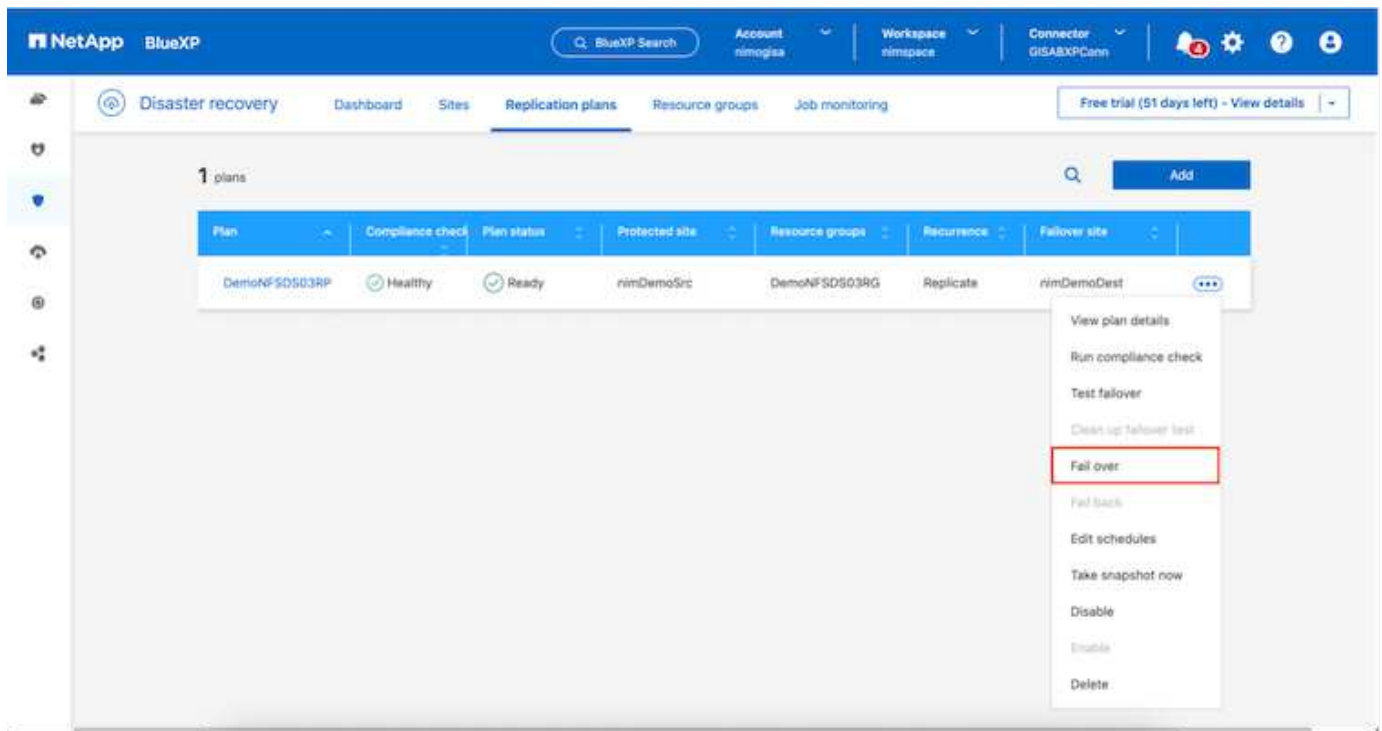 NetApp BlueXP
BlueXP Search
Account
nimogisa
Workspace
nimspace
Connector
GISABXPConn
4
Disaster recovery
Dashboard
Sites
Replication plans
Resource groups
Job monitoring
Free trial (51 days left) - View details
1 plans
Add
Plan
Compliance check
Plan status
Protected site
Resource groups
Recurrence
Failover site
DemoNFSDS03RP
Healthy
Ready
nimDemoSrc
DemoNFSDS03RG
Replicate
nimDemoDest
View plan details
Run compliance check
Test failover
Clean up failover test
Fail over
Fail back
Edit schedules
Take snapshot now
Disable
Enable
Delete